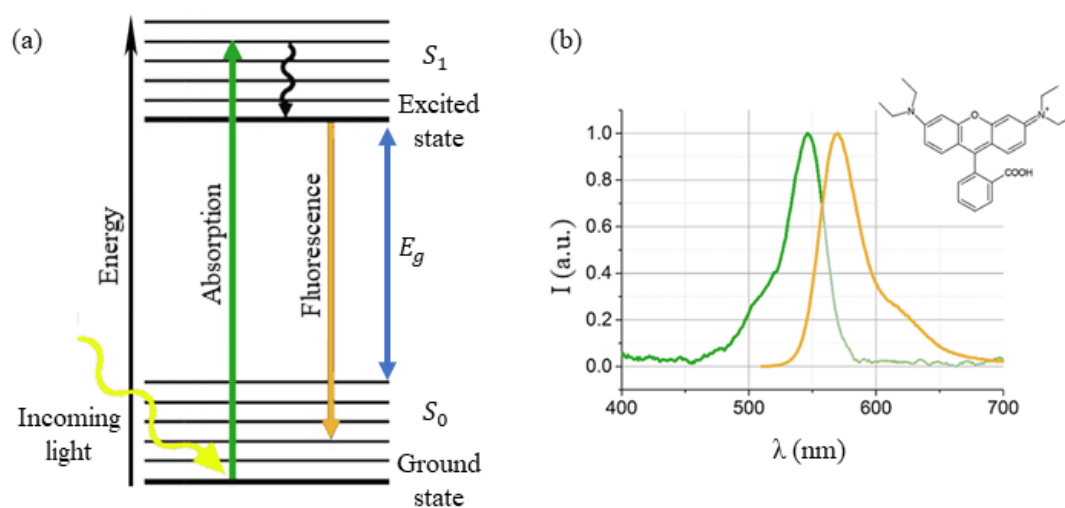 (a)
Energy
Incoming
light
Absorption
Fluorescence
S₁
Excited
state
E_g
S₀
Ground
state
(b)
I (a.u.)
1.0
0.8
0.6
0.4
0.2
0.0
400
500
600
700
λ (nm)
N
O
N⁺
COOH